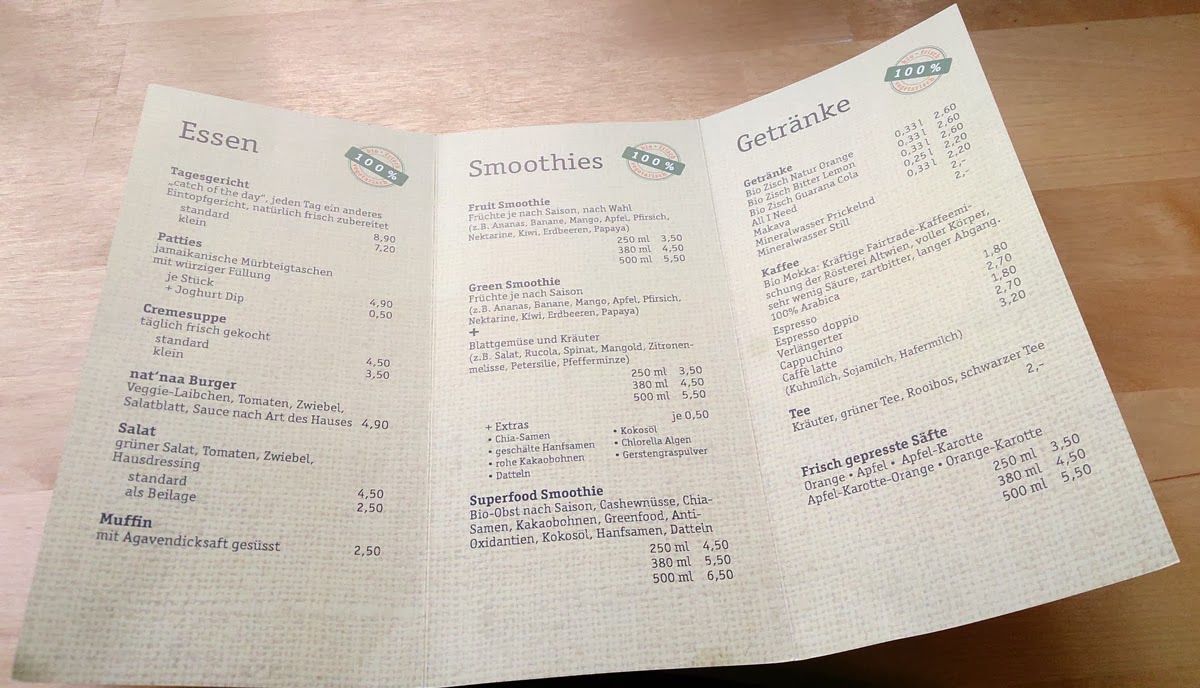 Essen
bio - frisch
100%
vegetarisch
Tagesgericht
„catch of the day“, jeden Tag ein anderes
Eintopfgericht, natürlich frisch zubereitet
standard 8,90
klein 7,20
Patties
jamaikanische Mürbteigtaschen
mit würziger Füllung
je Stück 4,90
+ Joghurt Dip 0,50
Cremesuppe
täglich frisch gekocht
standard 4,50
klein 3,50
nat‘naa Burger
Veggie-Laibchen, Tomaten, Zwiebel,
Salatblatt, Sauce nach Art des Hauses 4,90
Salat
grüner Salat, Tomaten, Zwiebel,
Hausdressing
standard 4,50
als Beilage 2,50
Muffin
mit Agavendicksaft gesüsst 2,50
Smoothies
bio - frisch
100%
vegetarisch
Fruit Smoothie
Früchte je nach Saison, nach Wahl
(z.B. Ananas, Banane, Mango, Apfel, Pfirsich,
Nektarine, Kiwi, Erdbeeren, Papaya)
250 ml 3,50
380 ml 4,50
500 ml 5,50
Green Smoothie
Früchte je nach Saison
(z.B. Ananas, Banane, Mango, Apfel, Pfirsich,
Nektarine, Kiwi, Erdbeeren, Papaya)
+
Blattgemüse und Kräuter
(z.B. Salat, Rucola, Spinat, Mangold, Zitronen-
melisse, Petersilie, Pfefferminze)
250 ml 3,50
380 ml 4,50
500 ml 5,50
+ Extras je 0,50
• Chia-Samen
• geschälte Hanfsamen
• rohe Kakaobohnen
• Datteln
• Kokosöl
• Chlorella Algen
• Gerstengraspulver
Superfood Smoothie
Bio-Obst nach Saison, Cashewnüsse, Chia-
Samen, Kakaobohnen, Greenfood, Anti-
Oxidantien, Kokosöl, Hanfsamen, Datteln
250 ml 4,50
380 ml 5,50
500 ml 6,50
Getränke
bio - frisch
100%
vegetarisch
Getränke
Bio Zisch Natur Orange 0,33 l 2,60
Bio Zisch Bitter Lemon 0,33 l 2,60
Bio Zisch Guarana Cola 0,33 l 2,60
All I Need 0,25 l 2,20
Makava 0,33 l 2,20
Mineralwasser Prickelnd 2,-
Mineralwasser Still 2,-
Kaffee
Bio Mokka: Kräftige Fairtrade-Kaffeemi-
schung der Rösterei Altwien, voller Körper,
sehr wenig Säure, zartbitter, langer Abgang.
100% Arabica
Espresso 1,80
Espresso doppio 2,70
Verlängerter 1,80
Cappuchino 2,70
Caffè latte 3,20
(Kuhmilch, Sojamilch, Hafermilch)
Tee
Kräuter, grüner Tee, Rooibos, schwarzer Tee
2,-
Frisch gepresste Säfte
Orange • Apfel • Apfel-Karotte
Apfel-Karotte-Orange • Orange-Karotte
250 ml 3,50
380 ml 4,50
500 ml 5,50